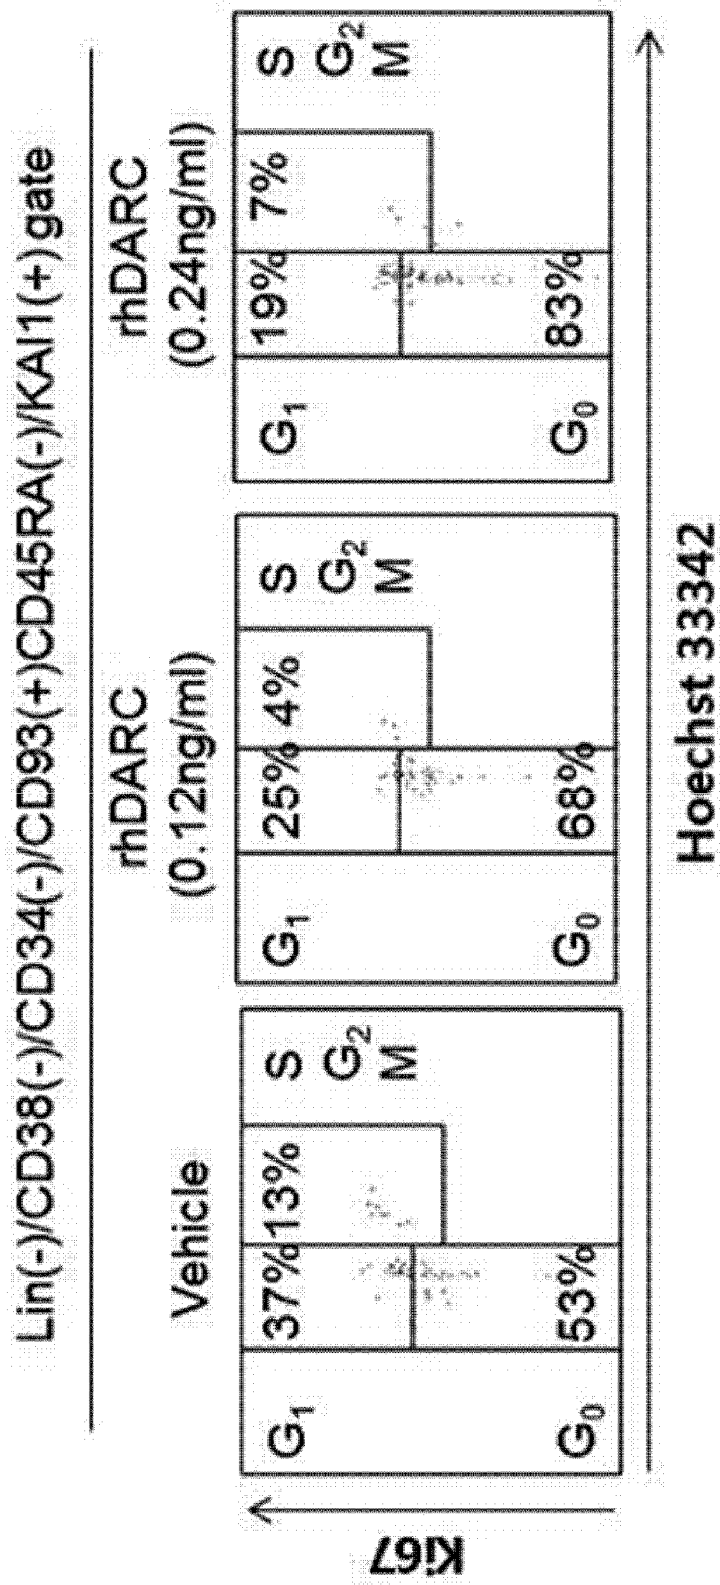 Lin(-)/CD38(-)/CD34(-)/CD93(+)CD45RA(-)/KAI1(+) gate
Vehicle
rhDARC
(0.12ng/ml)
rhDARC
(0.24ng/ml)
Ki67
G₁
37%
13%
S
G₂
M
G₀
53%
G₁
25%
4%
S
G₂
M
G₀
68%
G₁
19%
7%
S
G₂
M
G₀
83%
Hoechst 33342